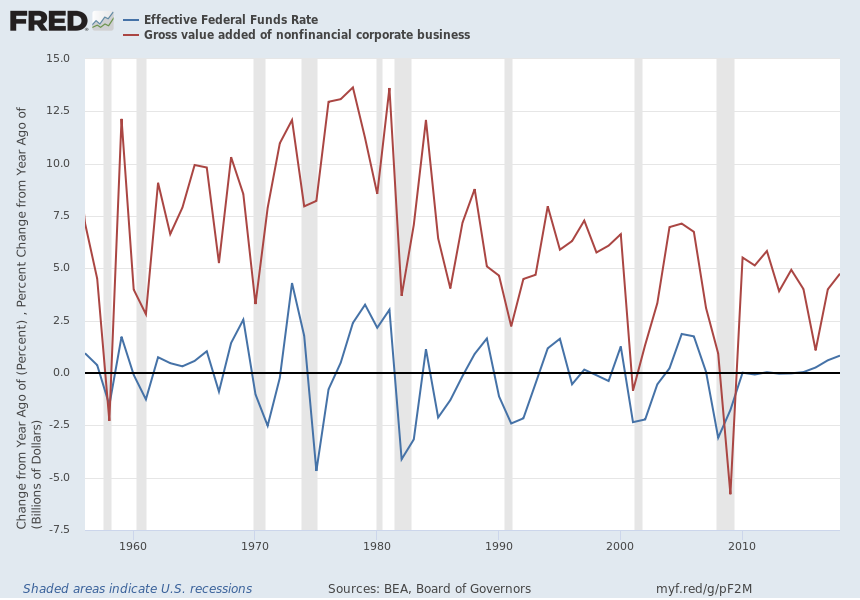 FRED
Effective Federal Funds Rate
Gross value added of nonfinancial corporate business
Change from Year Ago of (Percent) , Percent Change from Year Ago of
(Billions of Dollars)
15.0
12.5
10.0
7.5
5.0
2.5
0.0
-2.5
-5.0
-7.5
1960 1970 1980 1990 2000 2010
Shaded areas indicate U.S. recessions Sources: BEA, Board of Governors myf.red/g/pF2M